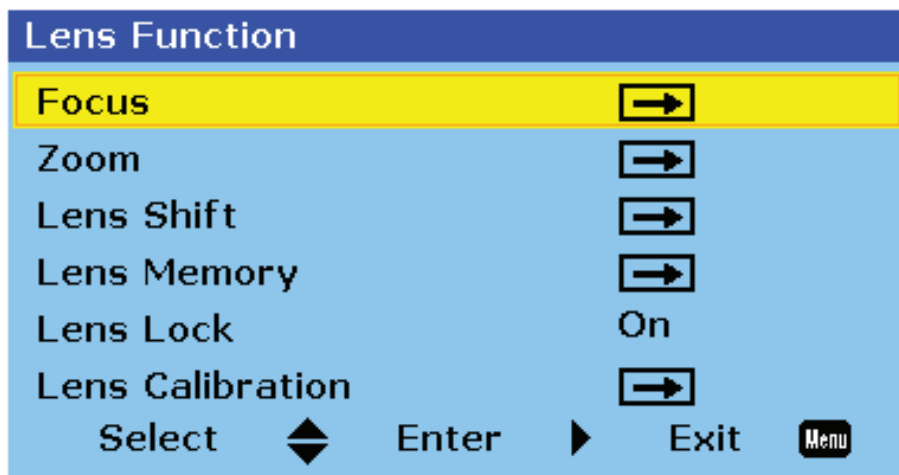 Lens Function
Focus
Zoom
Lens Shift
Lens Memory
Lens Lock On
Lens Calibration
Select Enter Exit Menu